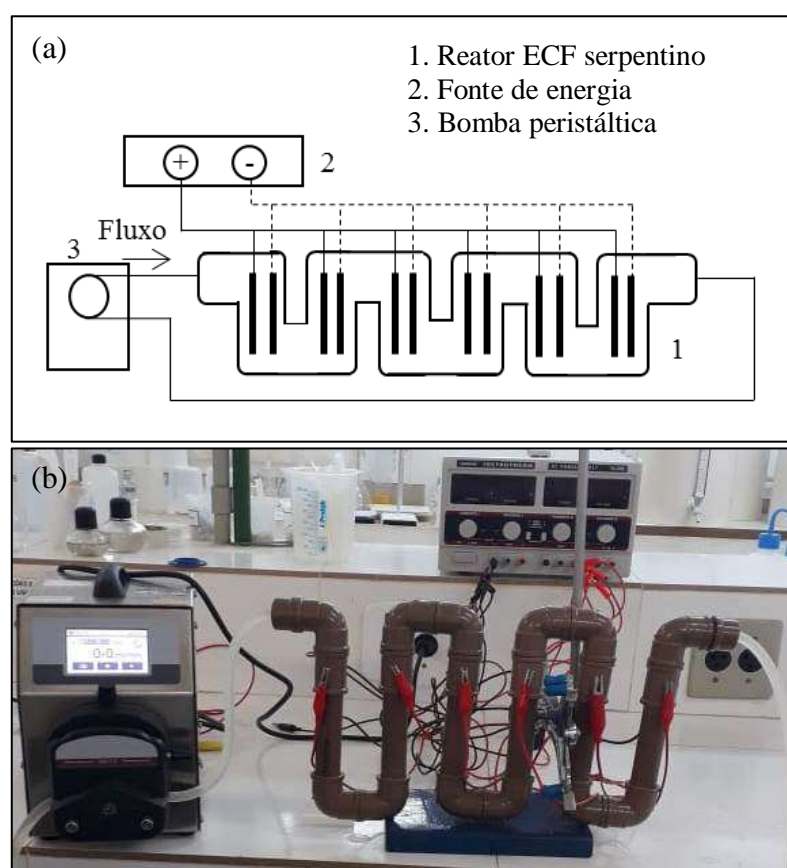 (a)
1. Reator ECF serpentino
2. Fonte de energia
3. Bomba peristáltica
+
-
2
Fluxo
3
1
(b)